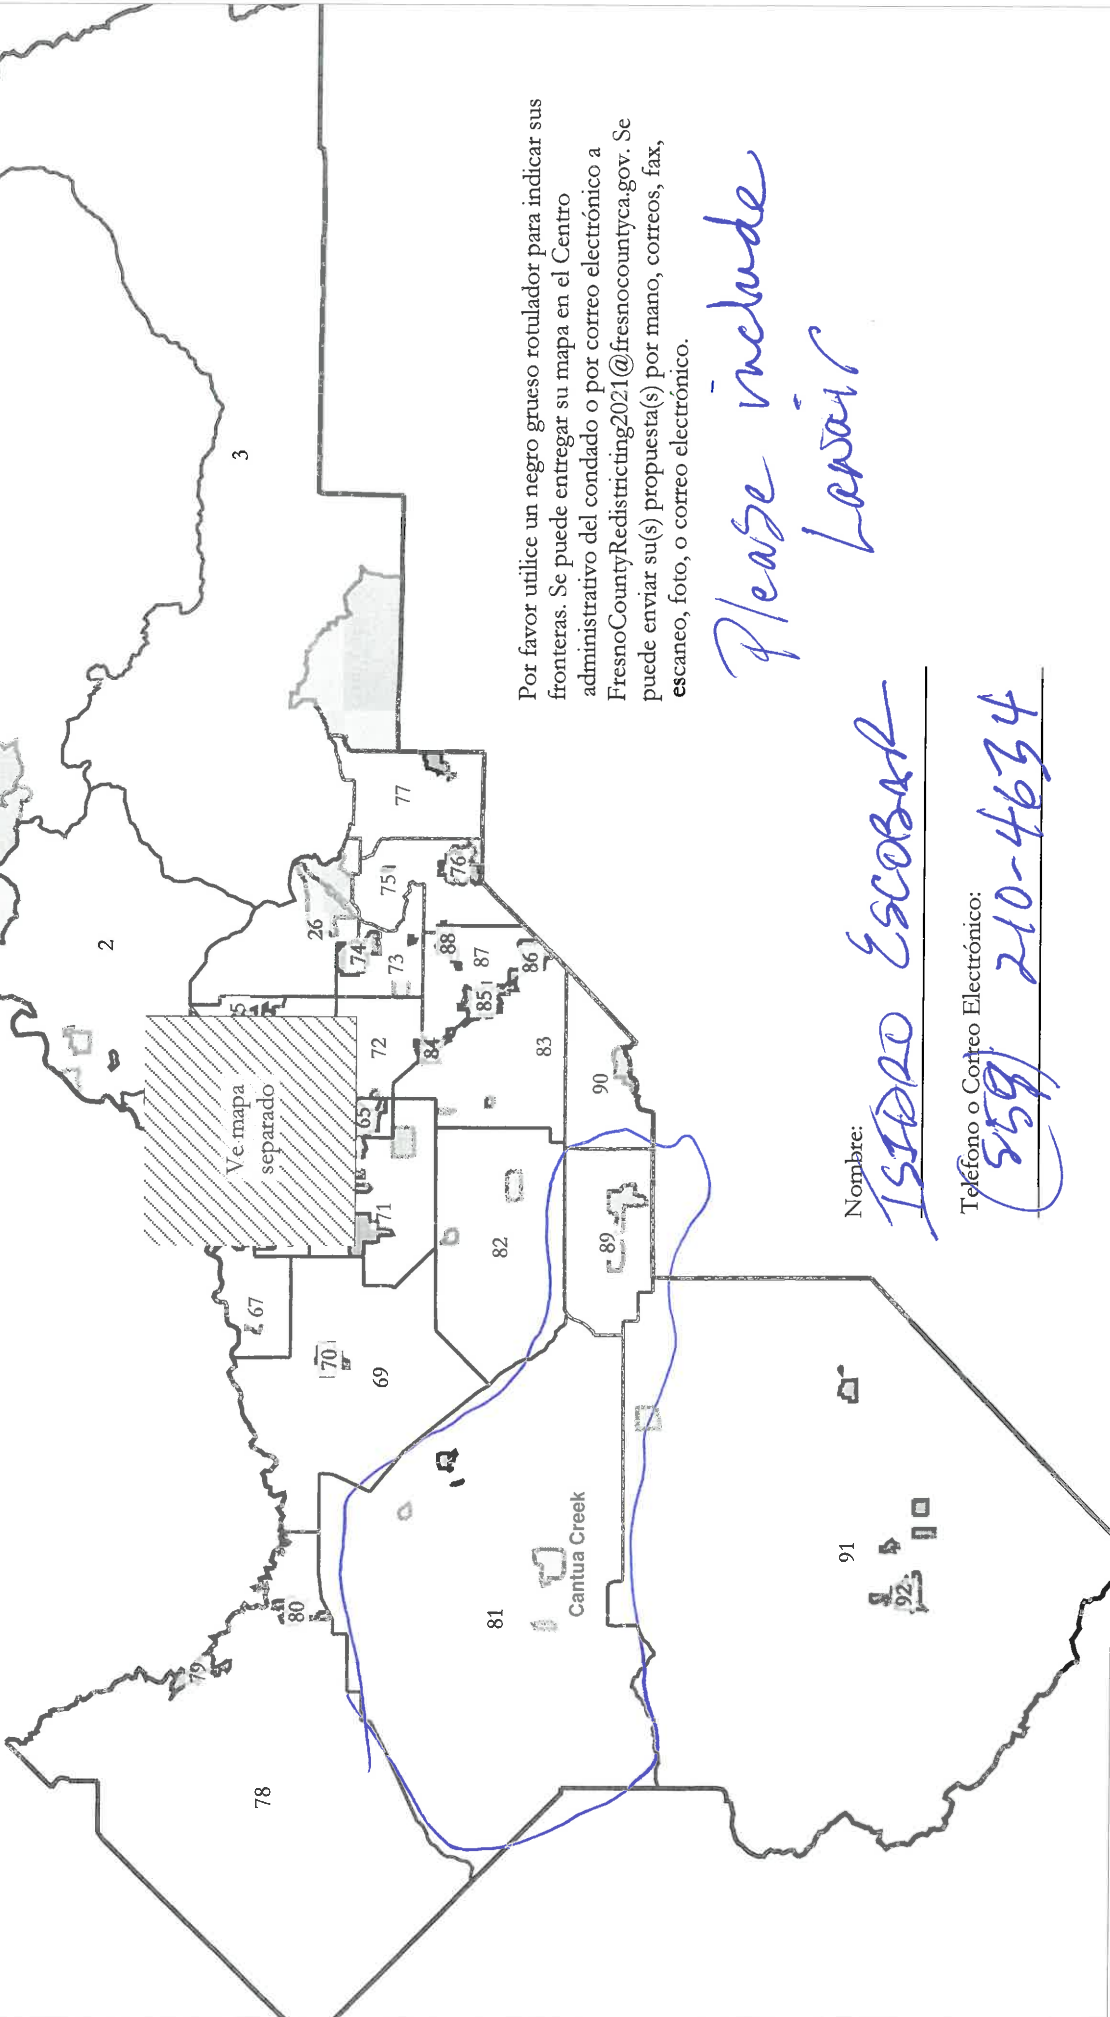 Por favor utilice un negro grueso rotulador para indicar sus
fronteras. Se puede entregar su mapa en el Centro
administrativo del condado o por correo electrónico a
FresnoCountyRedistricting2021@fresnocountyca.gov. Se
puede enviar su(s) propuesta(s) por mano, correos, fax,
escaneo, foto, o correo electrónico.
Please include
Lanair
Nombre:
ISIDRO ESCOBAR
Teléfono o Correo Electrónico:
(559) 210-4634
Ve mapa
separado
Cantua Creek
2
3
26
65
67
69
70
71
72
73
74
75
76
77
78
79
80
81
82
83
84
85
86
87
88
89
90
91
92